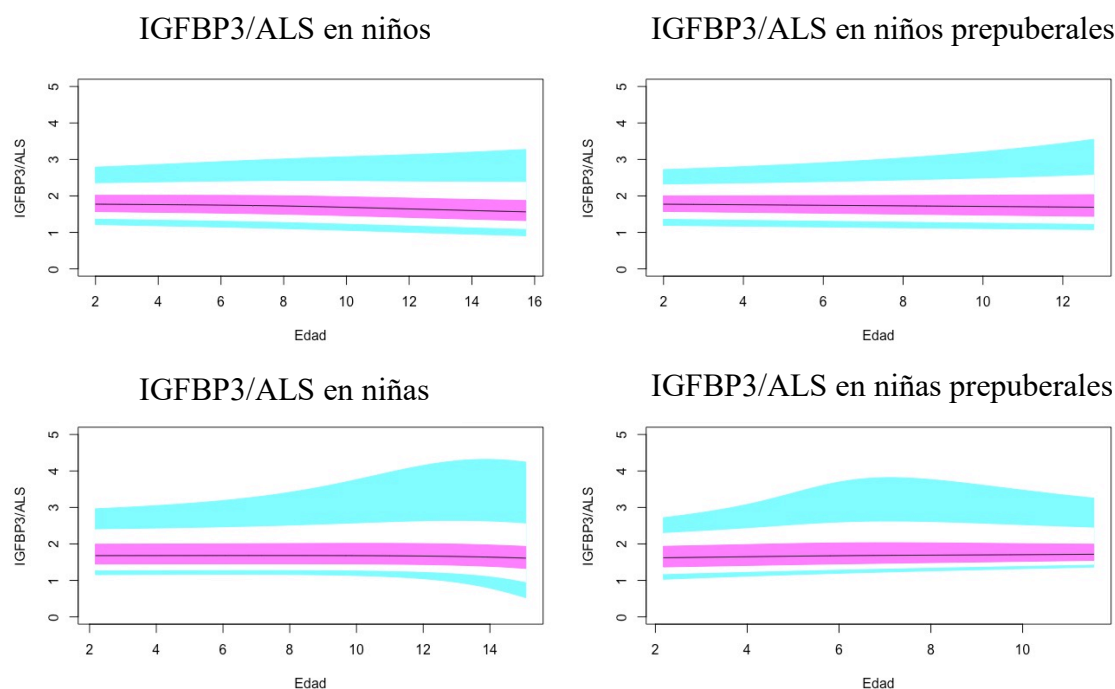 IGFBP3/ALS en niños
IGFBP3/ALS
5
4
3
2
1
0
2 4 6 8 10 12 14 16
Edad
IGFBP3/ALS en niños prepuberales
IGFBP3/ALS
5
4
3
2
1
0
2 4 6 8 10 12
Edad
IGFBP3/ALS en niñas
IGFBP3/ALS
5
4
3
2
1
0
2 4 6 8 10 12 14
Edad
IGFBP3/ALS en niñas prepuberales
IGFBP3/ALS
5
4
3
2
1
0
2 4 6 8 10
Edad